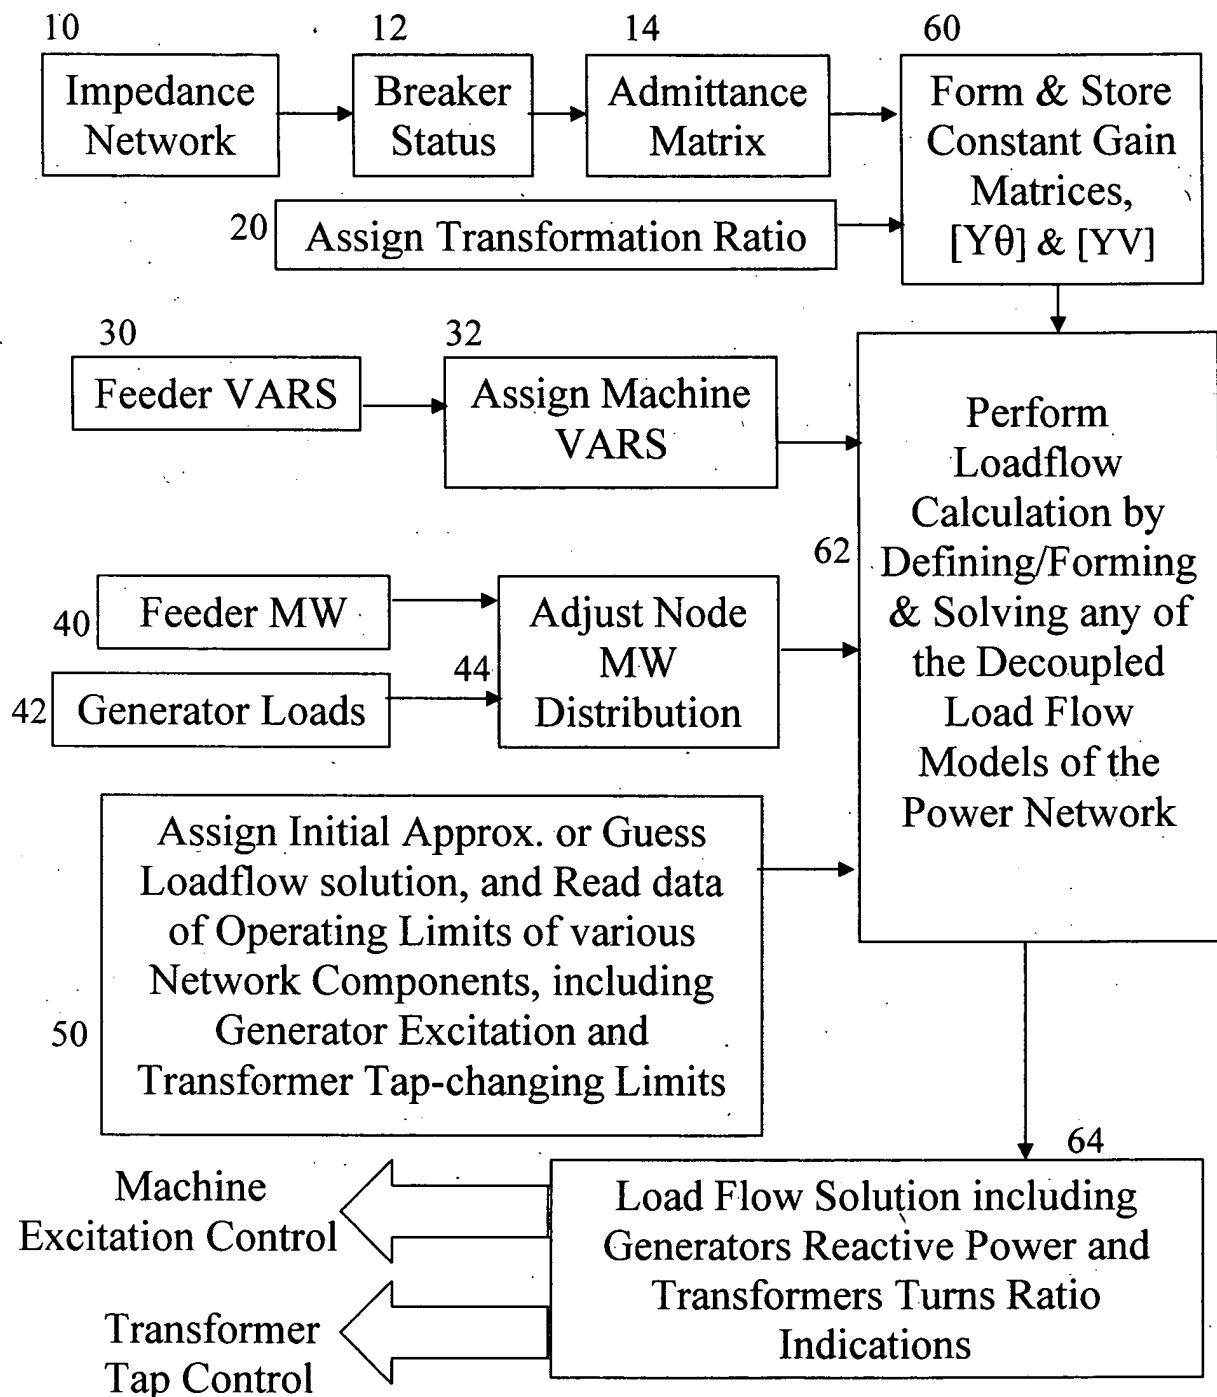 10
12
14
60
Impedance
Network
Breaker
Status
Admittance
Matrix
Form & Store
Constant Gain
Matrices,
[Yθ] & [YV]
20
Assign Transformation Ratio
30
32
Feeder VARS
Assign Machine
VARS
62
Perform
Loadflow
Calculation by
Defining/Forming
& Solving any of
the Decoupled
Load Flow
Models of the
Power Network
40
Feeder MW
42
Generator Loads
44
Adjust Node
MW
Distribution
50
Assign Initial Approx. or Guess
Loadflow solution, and Read data
of Operating Limits of various
Network Components, including
Generator Excitation and
Transformer Tap-changing Limits
64
Load Flow Solution including
Generators Reactive Power and
Transformers Turns Ratio
Indications
Machine
Excitation Control
Transformer
Tap Control